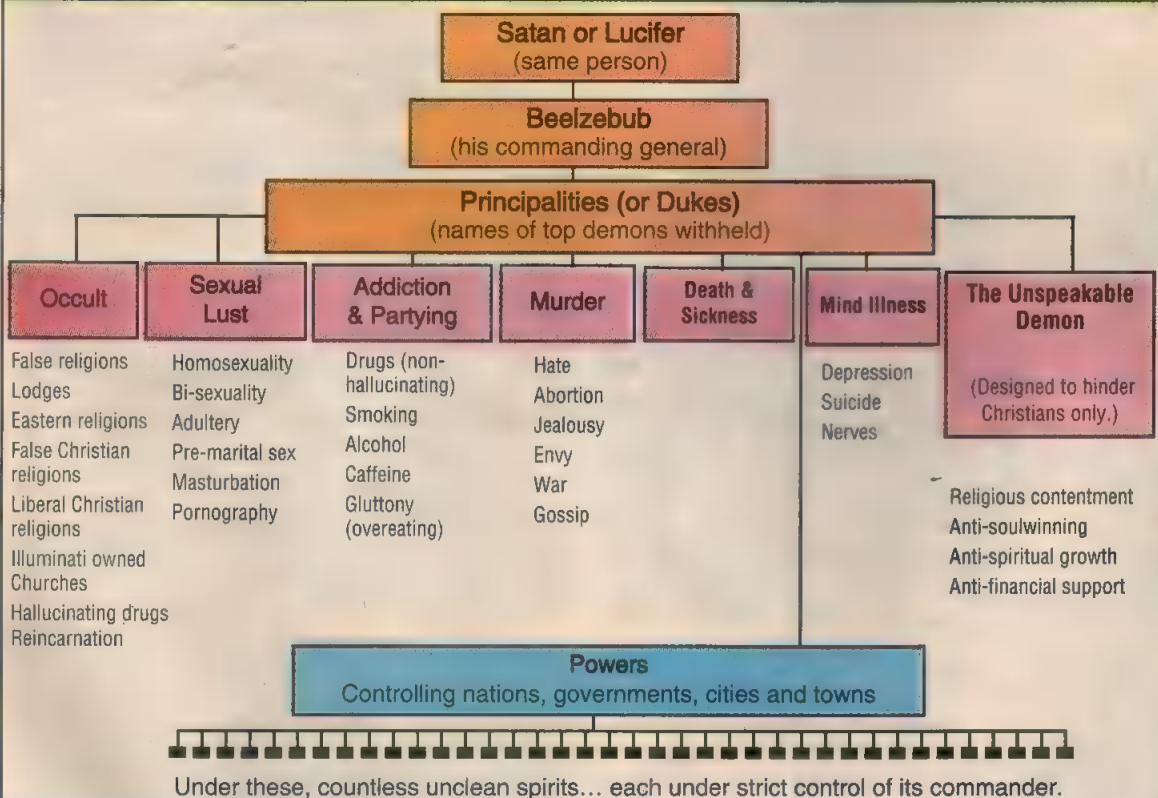 Satan or Lucifer
(same person)
Beelzebub
(his commanding general)
Principalities (or Dukes)
(names of top demons withheld)
Occult
False religions
Lodges
Eastern religions
False Christian
religions
Liberal Christian
religions
Illuminati owned
Churches
Hallucinating drugs
Reincarnation
Sexual
Lust
Homosexuality
Bi-sexuality
Adultery
Pre-marital sex
Masturbation
Pornography
Addiction
& Partying
Drugs (non-
hallucinating)
Smoking
Alcohol
Caffeine
Gluttony
(overeating)
Murder
Hate
Abortion
Jealousy
Envy
War
Gossip
Death &
Sickness
Mind Illness
Depression
Suicide
Nerves
The Unspeakable
Demon
(Designed to hinder
Christians only.)
Religious contentment
Anti-soulwinning
Anti-spiritual growth
Anti-financial support
Powers
Controlling nations, governments, cities and towns
Under these, countless unclean spirits... each under strict control of its commander.